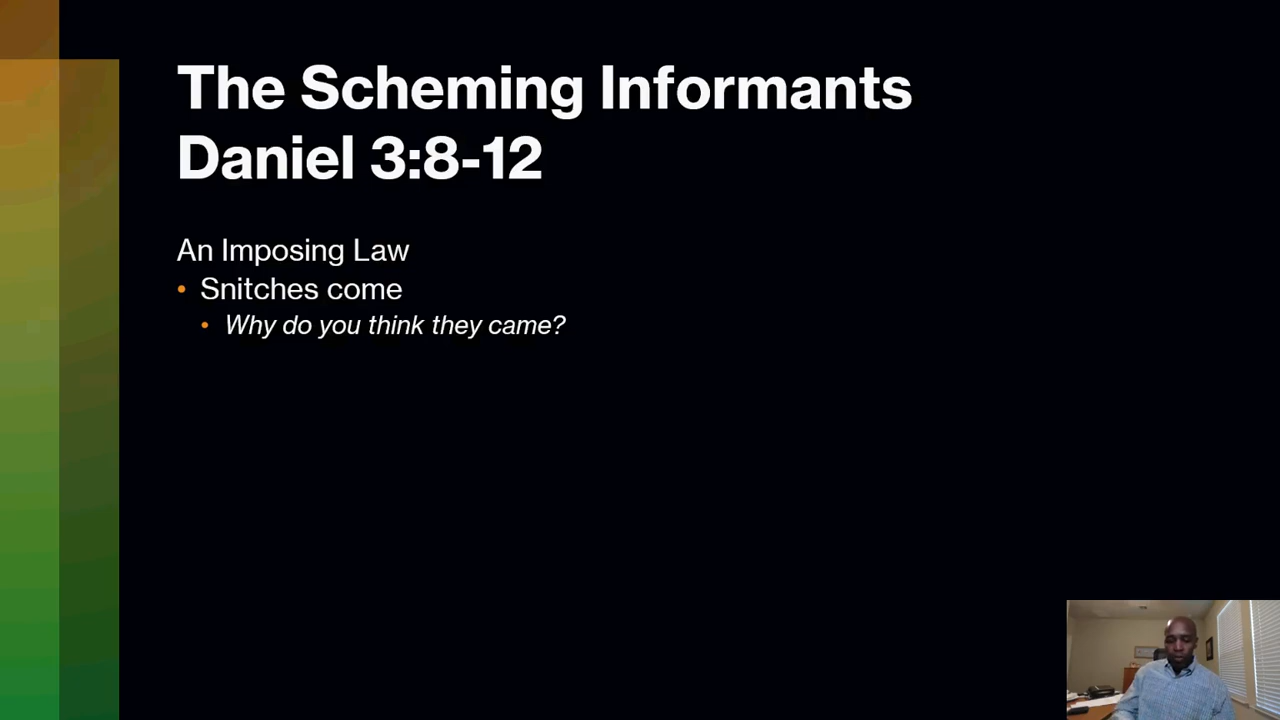 The Scheming Informants
Daniel 3:8-12
An Imposing Law
• Snitches come
• Why do you think they came?